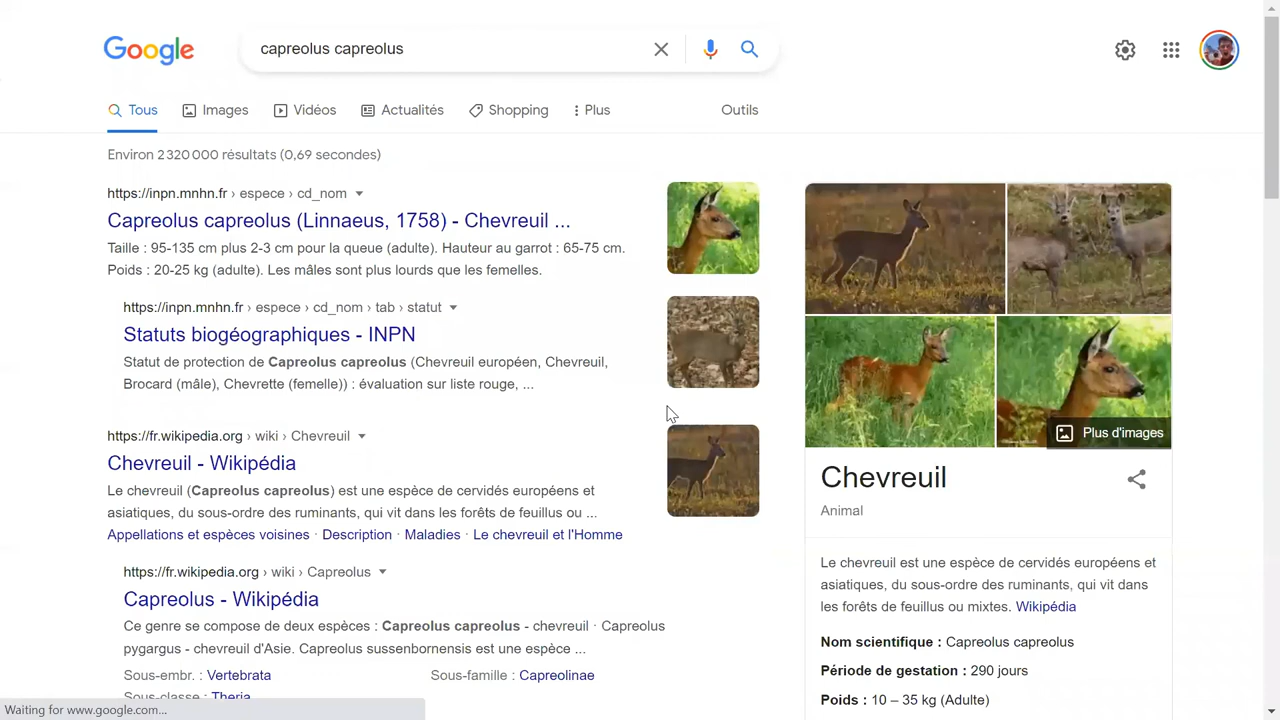 Google
capreolus capreolus
Tous
Images
Vidéos
Actualités
Shopping
Plus
Outils
Environ 2 320 000 résultats (0,69 secondes)
https://inpn.mnhn.fr › espece › cd_nom
Capreolus capreolus (Linnaeus, 1758) - Chevreuil ...
Taille : 95-135 cm plus 2-3 cm pour la queue (adulte). Hauteur au garrot : 65-75 cm.
Poids : 20-25 kg (adulte). Les mâles sont plus lourds que les femelles.
https://inpn.mnhn.fr › espece › cd_nom › tab › statut
Statuts biogéographiques - INPN
Statut de protection de Capreolus capreolus (Chevreuil européen, Chevreuil,
Brocard (mâle), Chevrette (femelle)) : évaluation sur liste rouge, ...
https://fr.wikipedia.org › wiki › Chevreuil
Chevreuil - Wikipédia
Le chevreuil (Capreolus capreolus) est une espèce de cervidés européens et
asiatiques, du sous-ordre des ruminants, qui vit dans les forêts de feuillus ou ...
Appellations et espèces voisines · Description · Maladies · Le chevreuil et l'Homme
https://fr.wikipedia.org › wiki › Capreolus
Capreolus - Wikipédia
Ce genre se compose de deux espèces : Capreolus capreolus - chevreuil · Capreolus
pygargus - chevreuil d'Asie. Capreolus sussenbornensis est une espèce ...
Sous-embr. : Vertebrata
Sous-famille : Capreolinae
Sous-classe : Theria
Plus d'images
Chevreuil
Animal
Le chevreuil est une espèce de cervidés européens et
asiatiques, du sous-ordre des ruminants, qui vit dans
les forêts de feuillus ou mixtes. Wikipédia
Nom scientifique : Capreolus capreolus
Période de gestation : 290 jours
Poids : 10 – 35 kg (Adulte)
Waiting for www.google.com...